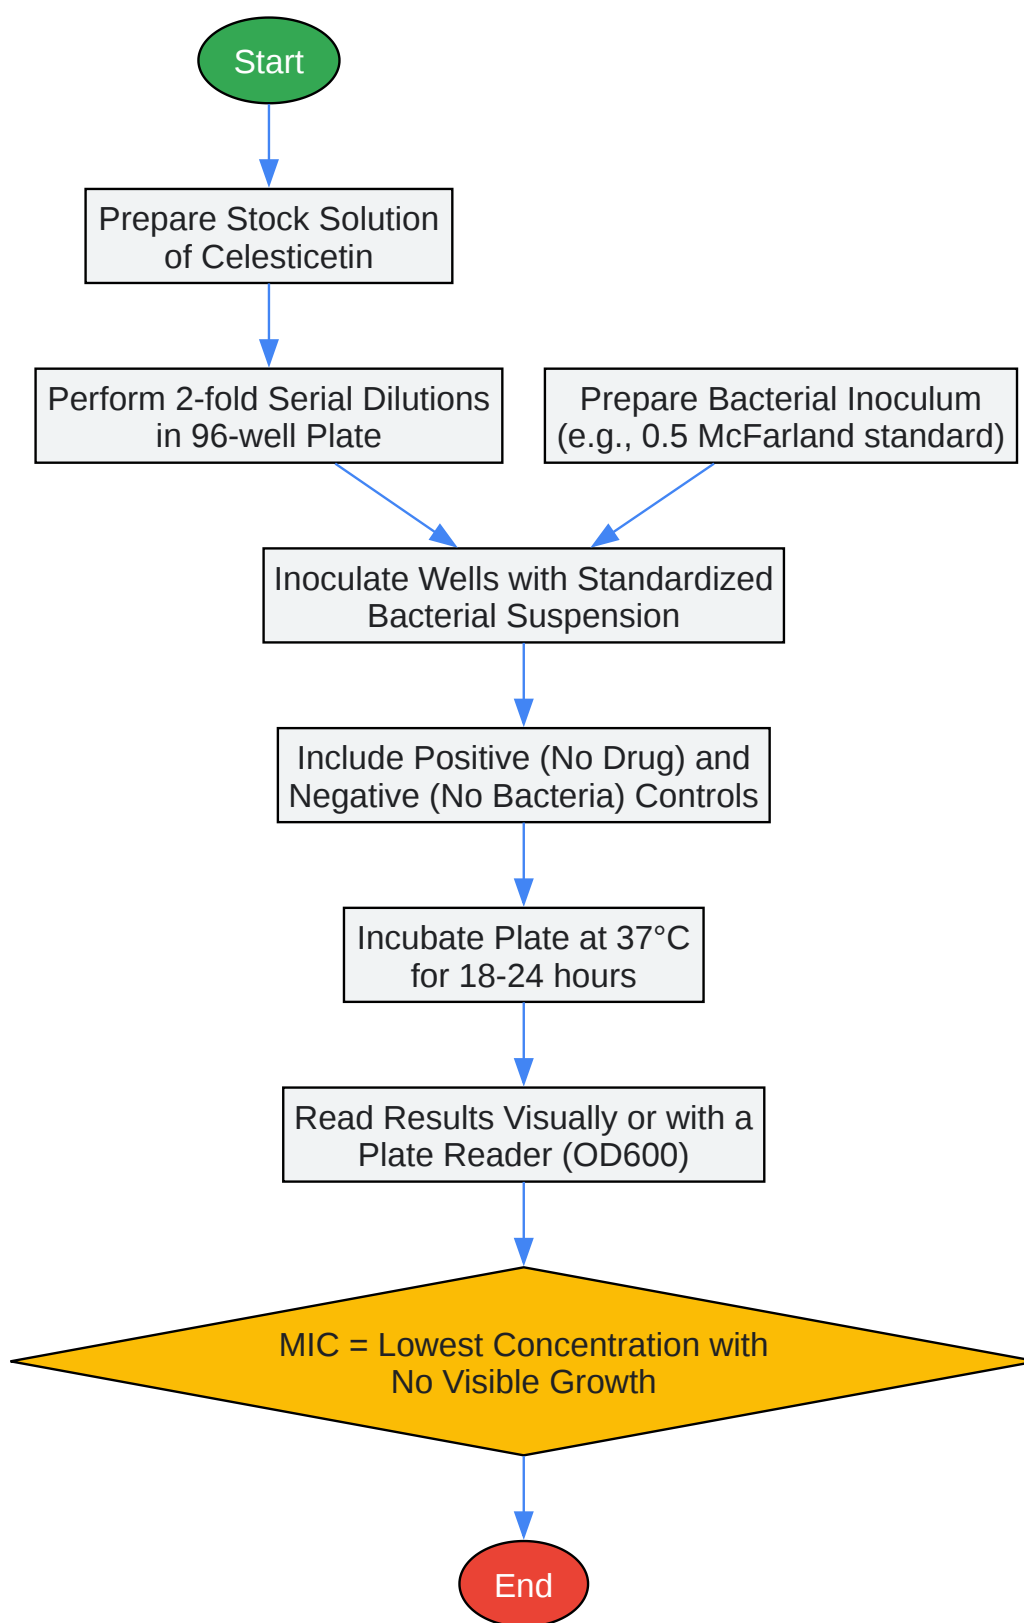 Start
Prepare Stock Solution
of Celesticetin
Perform 2-fold Serial Dilutions
in 96-well Plate
Prepare Bacterial Inoculum
(e.g., 0.5 McFarland standard)
Inoculate Wells with Standardized
Bacterial Suspension
Include Positive (No Drug) and
Negative (No Bacteria) Controls
Incubate Plate at 37°C
for 18-24 hours
Read Results Visually or with a
Plate Reader (OD600)
MIC = Lowest Concentration with
No Visible Growth
End